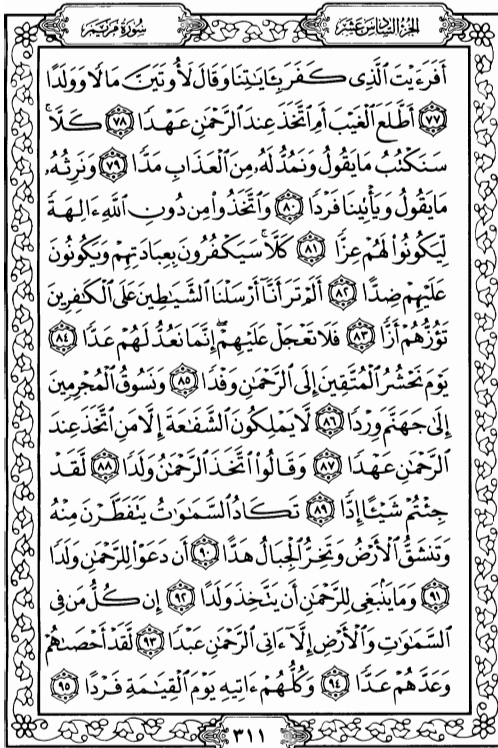 الجزء السادس عشر
سورة مريم
أَفَرَءَيْتَ ٱلَّذِى كَفَرَ بِـَٔايَٰتِنَا وَقَالَ لَأُوتَيَنَّ مَالًا وَوَلَدًا
﴿٧٧﴾ أَطَّلَعَ ٱلْغَيْبَ أَمِ ٱتَّخَذَ عِندَ ٱلرَّحْمَٰنِ عَهْدًا ﴿٧٨﴾ كَلَّا ۚ
سَنَكْتُبُ مَا يَقُولُ وَنَمُدُّ لَهُۥ مِنَ ٱلْعَذَابِ مَدًّا ﴿٧٩﴾ وَنَرِثُهُۥ
مَا يَقُولُ وَيَأْتِينَا فَرْدًا ﴿٨٠﴾ وَٱتَّخَذُوا۟ مِن دُونِ ٱللَّهِ ءَالِهَةً
لِّيَكُونُوا۟ لَهُمْ عِزًّا ﴿٨١﴾ كَلَّا ۚ سَيَكْفُرُونَ بِعِبَادَتِهِمْ وَيَكُونُونَ
عَلَيْهِمْ ضِدًّا ﴿٨٢﴾ أَلَمْ تَرَ أَنَّآ أَرْسَلْنَا ٱلشَّيَٰطِينَ عَلَى ٱلْكَٰفِرِينَ
تَؤُزُّهُمْ أَزًّا ﴿٨٣﴾ فَلَا تَعْجَلْ عَلَيْهِمْ ۖ إِنَّمَا نَعُدُّ لَهُمْ عَدًّا ﴿٨٤﴾
يَوْمَ نَحْشُرُ ٱلْمُتَّقِينَ إِلَى ٱلرَّحْمَٰنِ وَفْدًا ﴿٨٥﴾ وَنَسُوقُ ٱلْمُجْرِمِينَ
إِلَىٰ جَهَنَّمَ وِرْدًا ﴿٨٦﴾ لَّا يَمْلِكُونَ ٱلشَّفَٰعَةَ إِلَّا مَنِ ٱتَّخَذَ عِندَ
ٱلرَّحْمَٰنِ عَهْدًا ﴿٨٧﴾ وَقَالُوا۟ ٱتَّخَذَ ٱلرَّحْمَٰنُ وَلَدًا ﴿٨٨﴾ لَّقَدْ
جِئْتُمْ شَيْـًٔا إِدًّا ﴿٨٩﴾ تَكَادُ ٱلسَّمَٰوَٰتُ يَتَفَطَّرْنَ مِنْهُ
وَتَنشَقُّ ٱلْأَرْضُ وَتَخِرُّ ٱلْجِبَالُ هَدًّا ﴿٩٠﴾ أَن دَعَوْا۟ لِلرَّحْمَٰنِ وَلَدًا
﴿٩١﴾ وَمَا يَنۢبَغِى لِلرَّحْمَٰنِ أَن يَتَّخِذَ وَلَدًا ﴿٩٢﴾ إِن كُلُّ مَن فِى
ٱلسَّمَٰوَٰتِ وَٱلْأَرْضِ إِلَّآ ءَاتِى ٱلرَّحْمَٰنِ عَبْدًا ﴿٩٣﴾ لَّقَدْ أَحْصَىٰهُمْ
وَعَدَّهُمْ عَدًّا ﴿٩٤﴾ وَكُلُّهُمْ ءَاتِيهِ يَوْمَ ٱلْقِيَٰمَةِ فَرْدًا ﴿٩٥﴾
٣١١